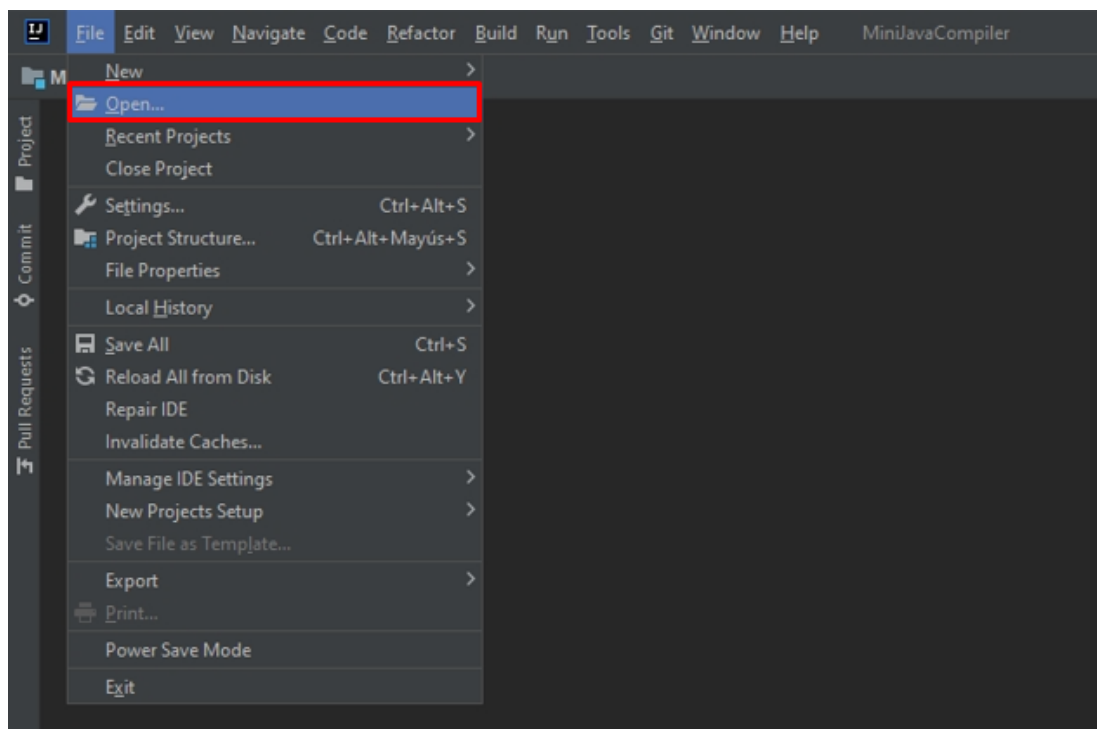 IJ File Edit View Navigate Code Refactor Build Run Tools Git Window Help MiniJavaCompiler
M
New
Open...
Recent Projects
Close Project
Settings... Ctrl+Alt+S
Project Structure... Ctrl+Alt+Mayús+S
File Properties
Local History
Save All Ctrl+S
Reload All from Disk Ctrl+Alt+Y
Repair IDE
Invalidate Caches...
Manage IDE Settings
New Projects Setup
Save File as Template...
Export
Print...
Power Save Mode
Exit
Project
Commit
Pull Requests